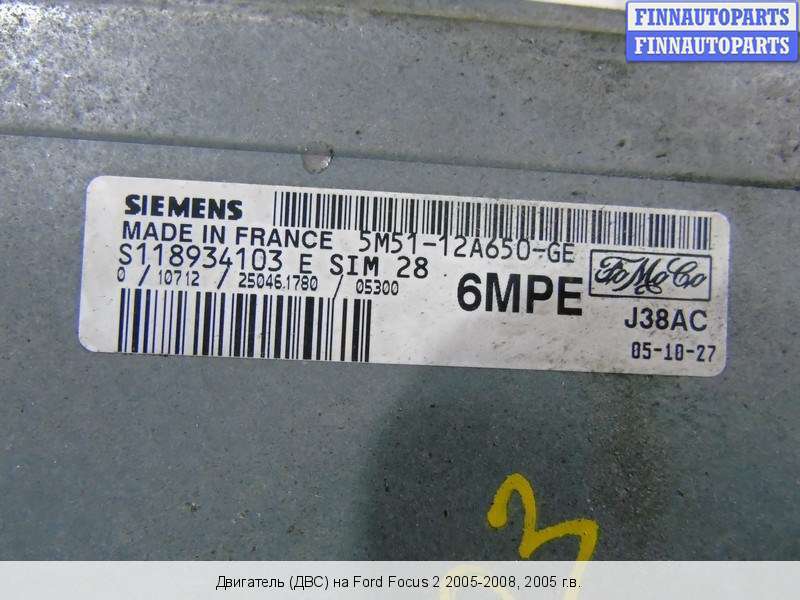 FINNAUTOPARTS
FINNAUTOPARTS
SIEMENS
MADE IN FRANCE 5M51-12A650-GE
S118934103 E SIM 28
0 / 10712 / 25046.1780 / 05300
6MPE
FoMoCo
J38AC
05-10-27
03
Двигатель (ДВС) на Ford Focus 2 2005-2008, 2005 г.в.